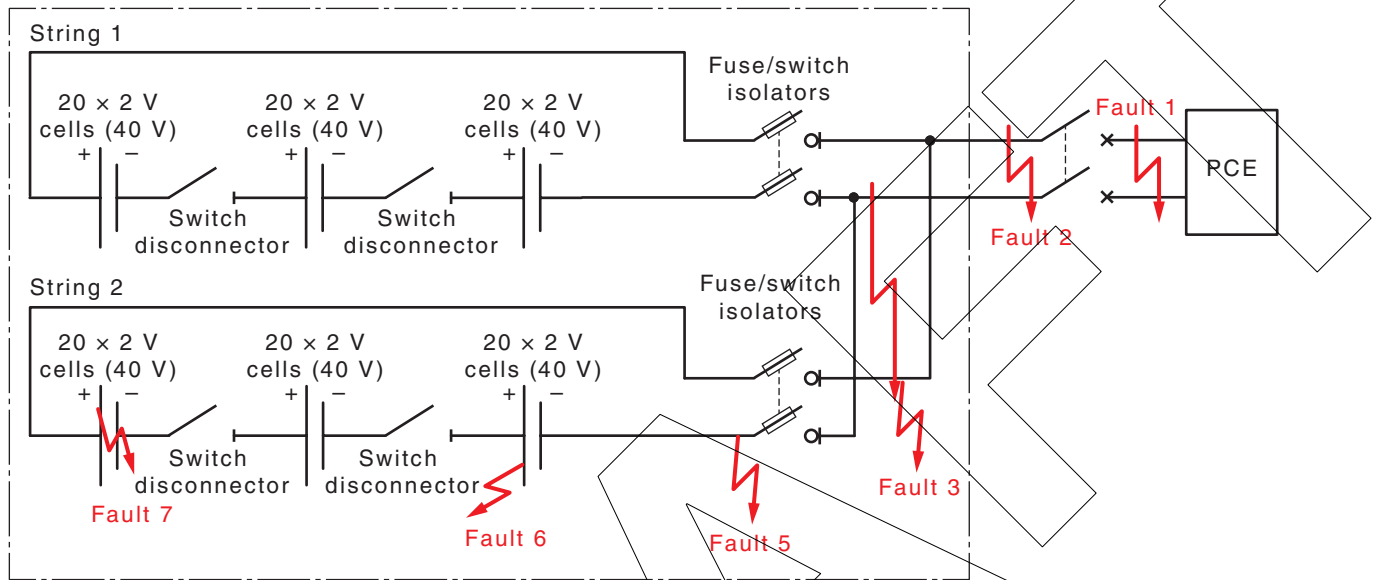 String 1
Fuse/switch
isolators
20 × 2 V
cells (40 V)
+ −
20 × 2 V
cells (40 V)
+ −
20 × 2 V
cells (40 V)
+ −
Switch
disconnector
Switch
disconnector
Fault 1
PCE
Fault 2
String 2
Fuse/switch
isolators
20 × 2 V
cells (40 V)
+ −
20 × 2 V
cells (40 V)
+ −
20 × 2 V
cells (40 V)
+ −
Switch
disconnector
Switch
disconnector
Fault 7
Fault 6
Fault 5
Fault 3